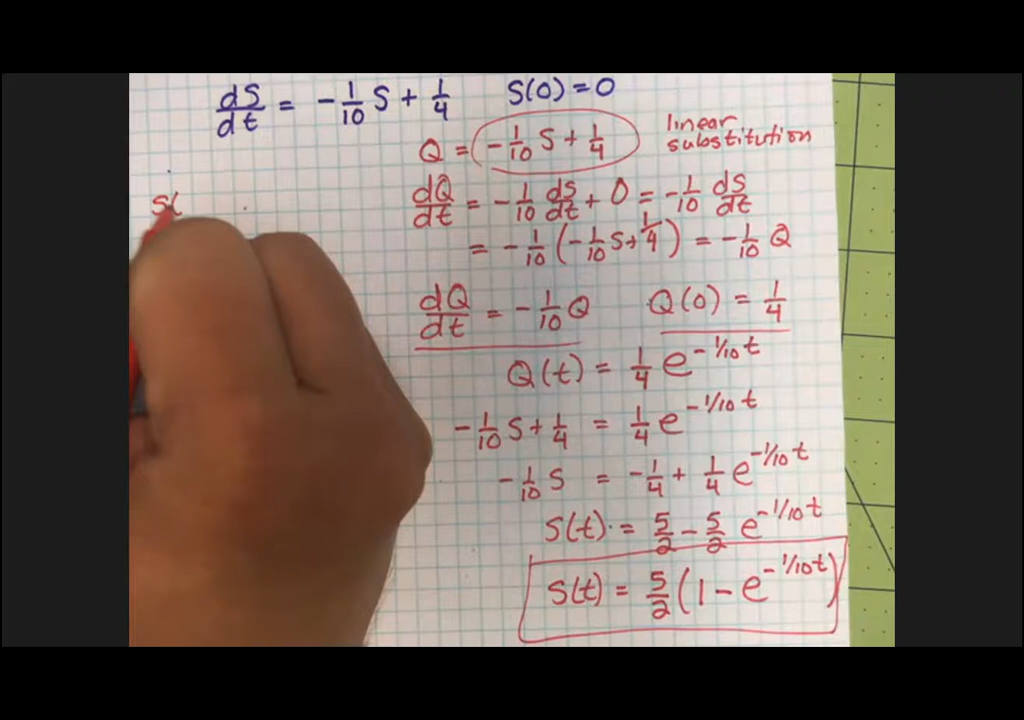 dS/dt = -1/10 S + 1/4 S(0) = 0
Q = -1/10 S + 1/4 linear substitution
dQ/dt = -1/10 dS/dt + 0 = -1/10 dS/dt
= -1/10 (-1/10 S + 1/4) = -1/10 Q
S(
dQ/dt = -1/10 Q Q(0) = 1/4
Q(t) = 1/4 e^{-1/10 t}
-1/10 S + 1/4 = 1/4 e^{-1/10 t}
-1/10 S = -1/4 + 1/4 e^{-1/10 t}
S(t) = 5/2 - 5/2 e^{-1/10 t}
S(t) = 5/2 (1 - e^{-1/10 t})